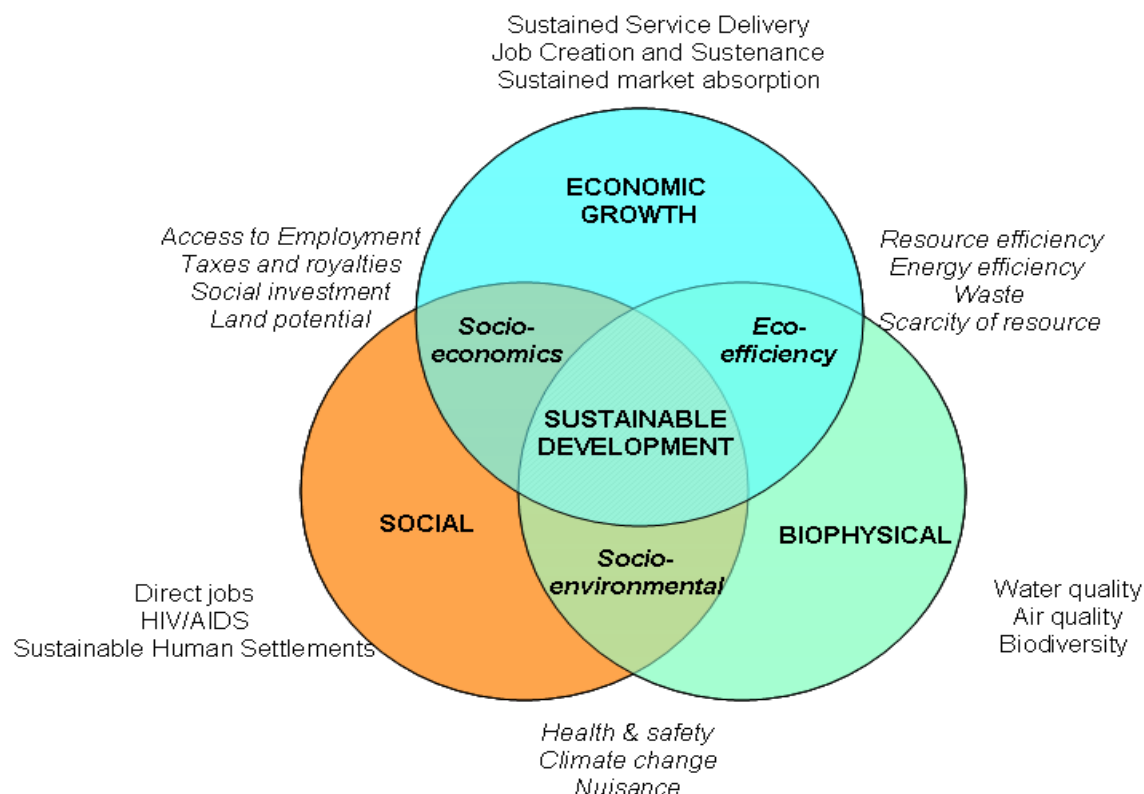 Sustained Service Delivery
Job Creation and Sustenance
Sustained market absorption
ECONOMIC
GROWTH
Access to Employment
Taxes and royalties
Social investment
Land potential
Resource efficiency
Energy efficiency
Waste
Scarcity of resource
Socio-
economics
Eco-
efficiency
SUSTAINABLE
DEVELOPMENT
SOCIAL
BIOPHYSICAL
Socio-
environmental
Direct jobs
HIV/AIDS
Sustainable Human Settlements
Water quality
Air quality
Biodiversity
Health & safety
Climate change
Nuisance